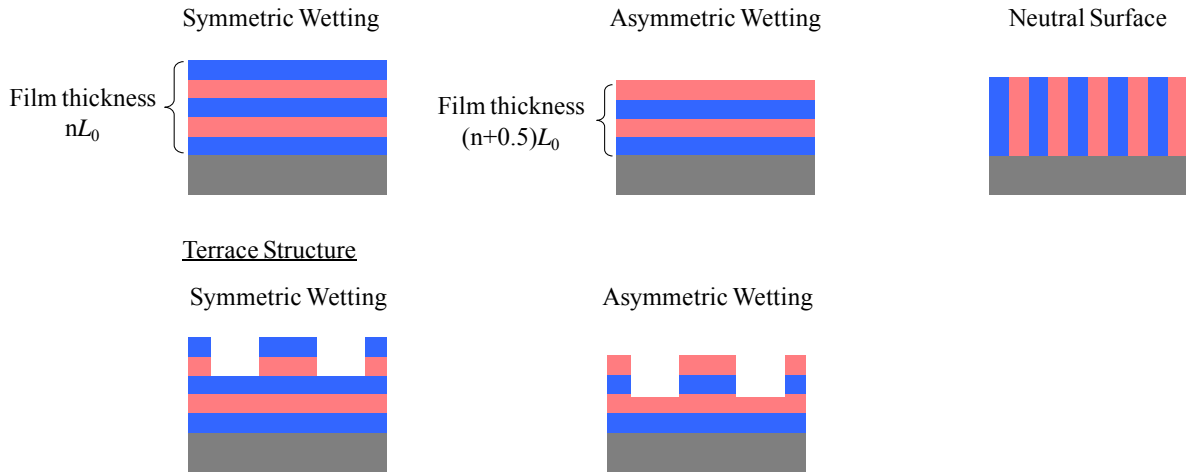 Symmetric Wetting
Asymmetric Wetting
Neutral Surface
Film thickness
nL₀
Film thickness
(n+0.5)L₀
Terrace Structure
Symmetric Wetting
Asymmetric Wetting